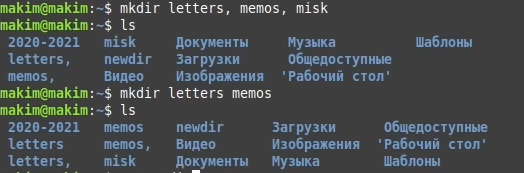 makim@makim:~$ mkdir letters, memos, misk
makim@makim:~$ ls
2020-2021 misk Документы Музыка Шаблоны
letters, newdir Загрузки Общедоступные
memos, Видео Изображения 'Рабочий стол'
makim@makim:~$ mkdir letters memos
makim@makim:~$ ls
2020-2021 memos newdir Загрузки Общедоступные
letters memos, Видео Изображения 'Рабочий стол'
letters, misk Документы Музыка Шаблоны